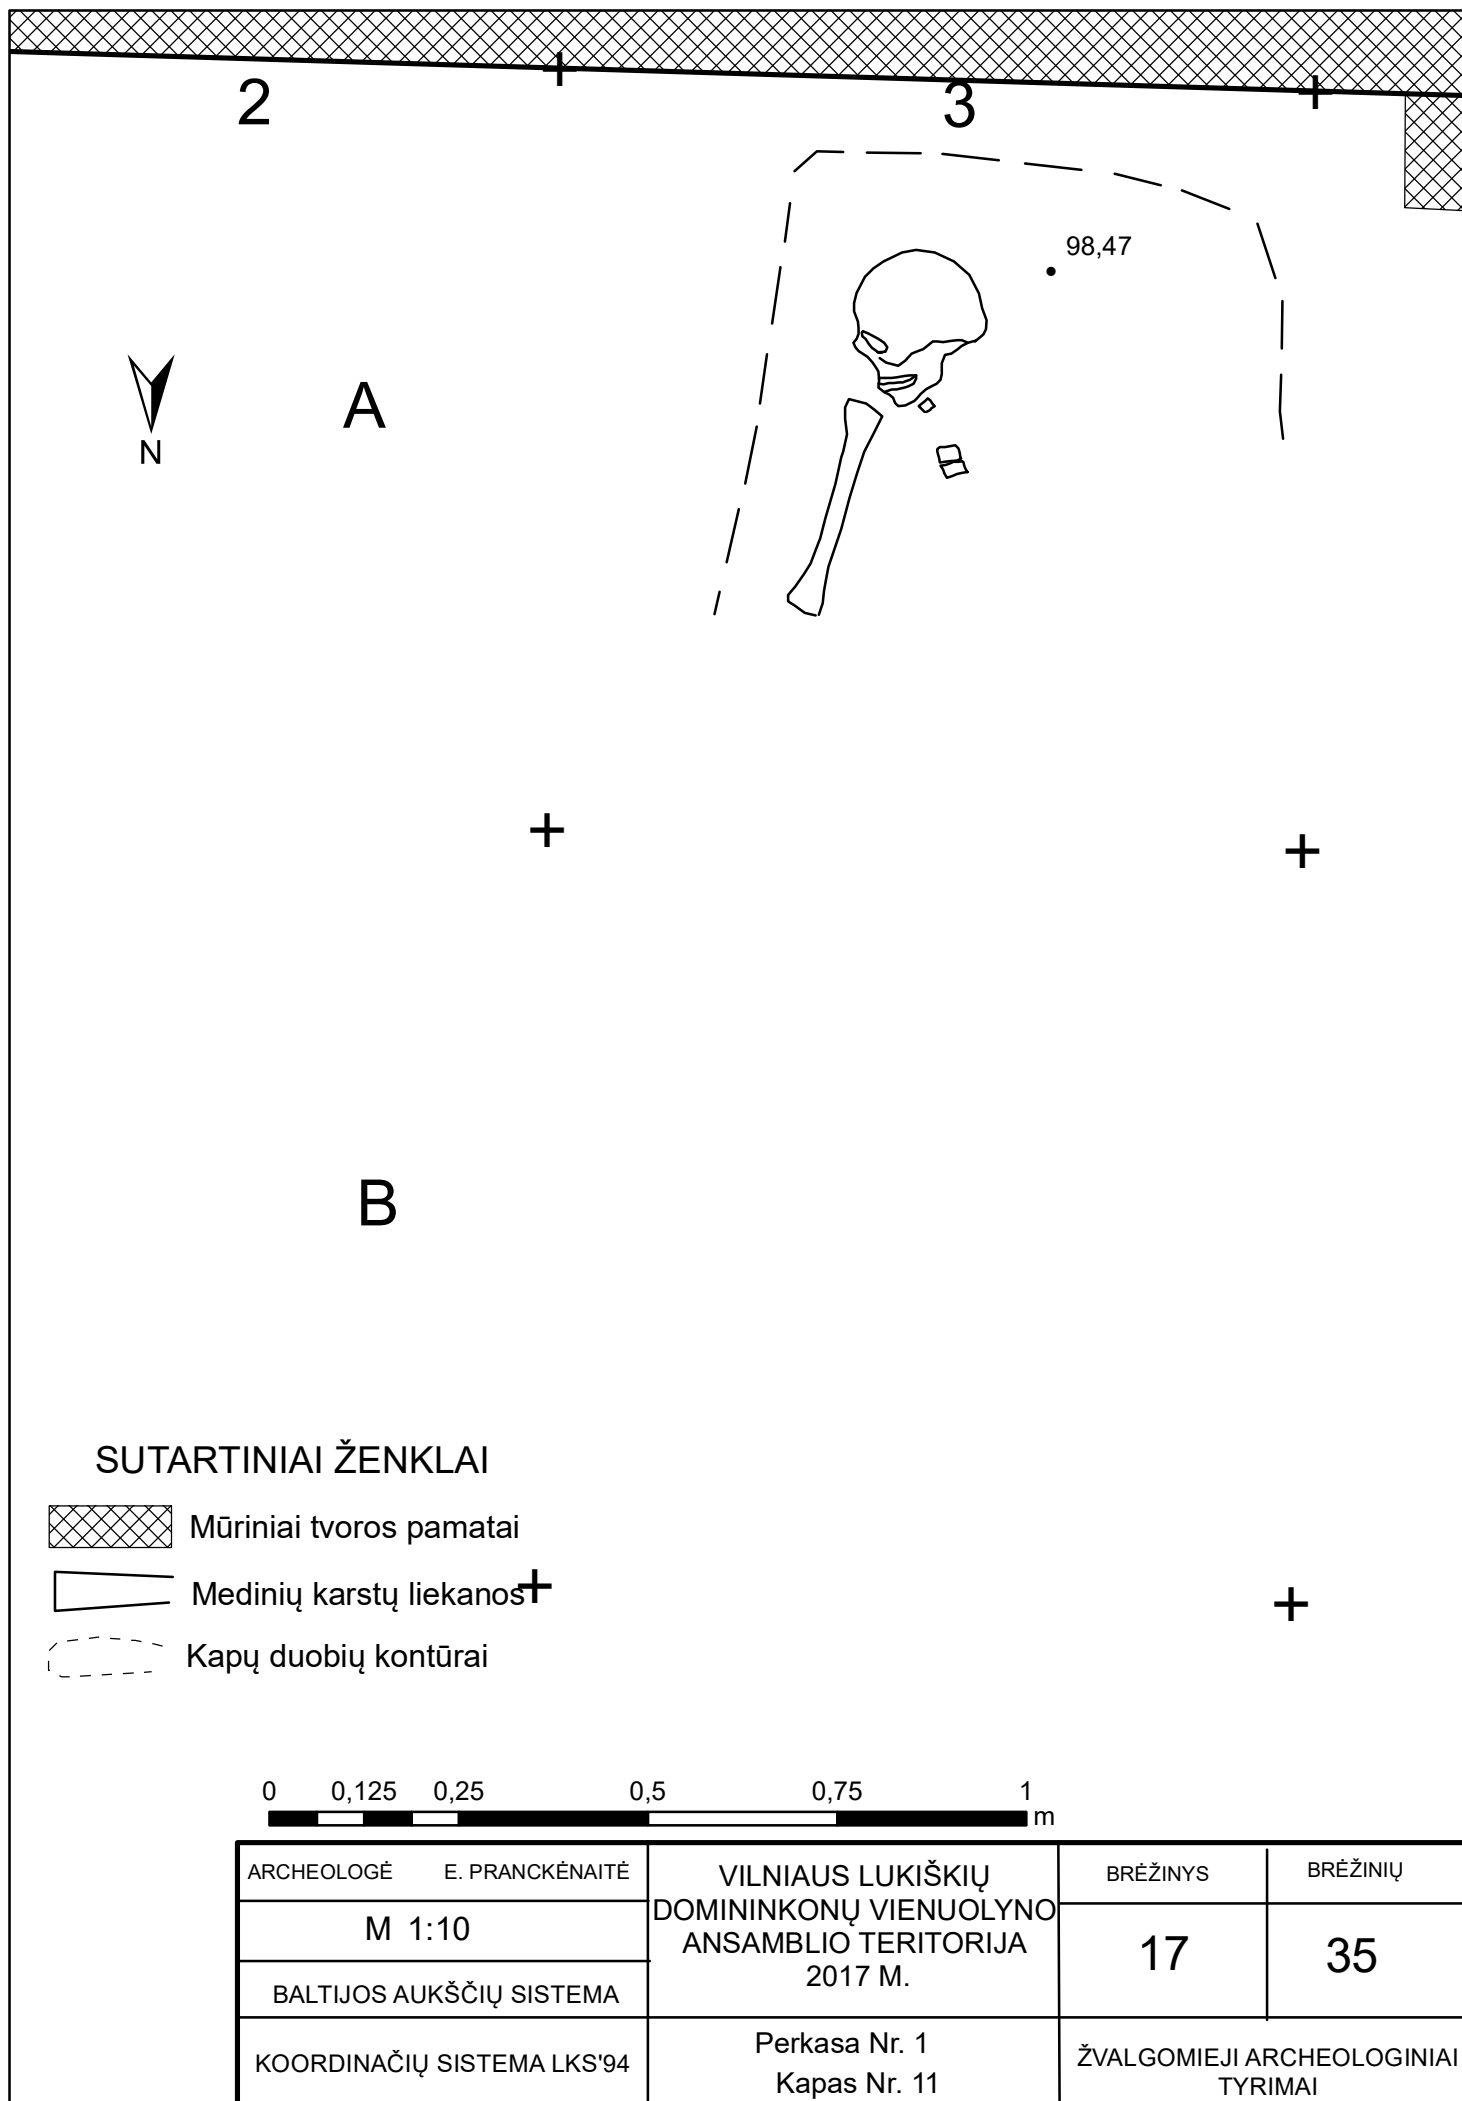 2
3
98,47
A
N
B
SUTARTINIAI ŽENKLAI
Mūriniai tvoros pamatai
Medinių karstų liekanos
Kapų duobių kontūrai
0 0,125 0,25 0,5 0,75 1
m
ARCHEOLOGĖ E. PRANCKĖNAITĖ
M 1:10
BALTIJOS AUKŠČIŲ SISTEMA
KOORDINAČIŲ SISTEMA LKS'94
VILNIAUS LUKIŠKIŲ
DOMININKONŲ VIENUOLYNO
ANSAMBLIO TERITORIJA
2017 M.
Perkasa Nr. 1
Kapas Nr. 11
BRĖŽINYS
17
BRĖŽINIŲ
35
ŽVALGOMIEJI ARCHEOLOGINIAI
TYRIMAI